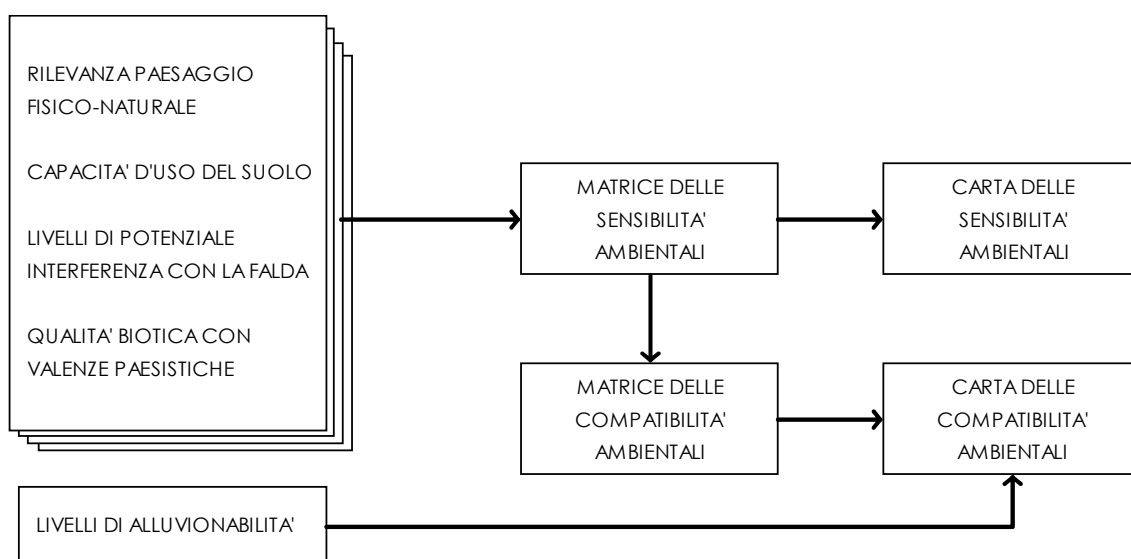 RILEVANZA PAESAGGIO
FISICO-NATURALE
CAPACITA' D'USO DEL SUOLO
LIVELLI DI POTENZIALE
INTERFERENZA CON LA FALDA
QUALITA' BIOTICA CON
VALENZE PAESISTICHE
MATRICE DELLE
SENSIBILITA'
AMBIENTALI
CARTA DELLE
SENSIBILITA'
AMBIENTALI
MATRICE DELLE
COMPATIBILITA'
AMBIENTALI
CARTA DELLE
COMPATIBILITA'
AMBIENTALI
LIVELLI DI ALLUVIONABILITA'